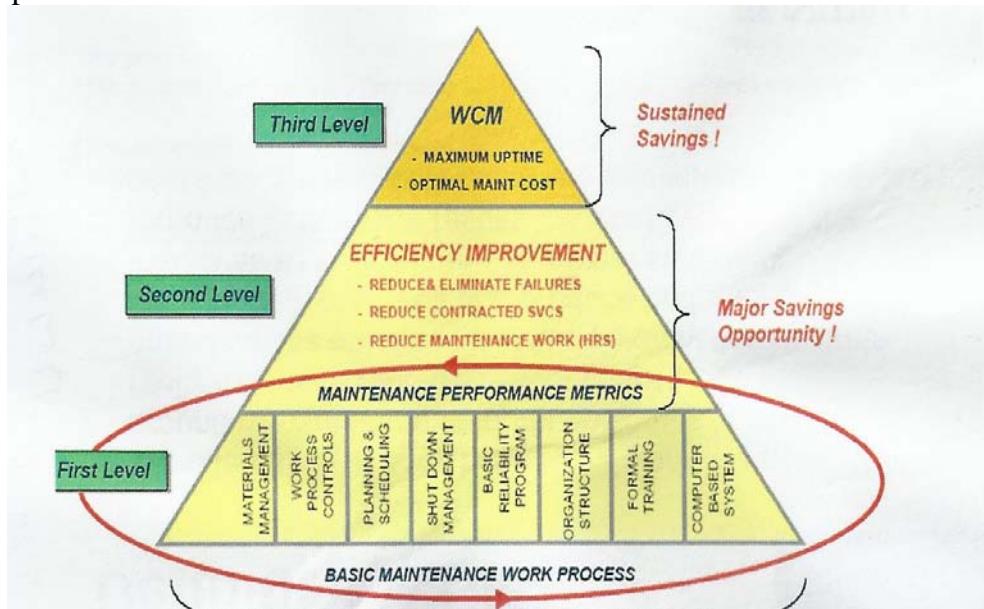 Third Level
WCM
- MAXIMUM UPTIME
- OPTIMAL MAINT COST
Sustained
Savings !
Second Level
EFFICIENCY IMPROVEMENT
- REDUCE& ELIMINATE FAILURES
- REDUCE CONTRACTED SVCS
- REDUCE MAINTENANCE WORK (HRS)
Major Savings
Opportunity !
MAINTENANCE PERFORMANCE METRICS
First Level
MATERIALS
MANAGEMENT
WORK
PROCESS
CONTROLS
PLANNING &
SCHEDULING
SHUT DOWN
MANAGEMENT
BASIC
RELIABILITY
PROGRAM
ORGANIZATION
STRUCTURE
FORMAL
TRAINING
COMPUTER
BASED
SYSTEM
BASIC MAINTENANCE WORK PROCESS